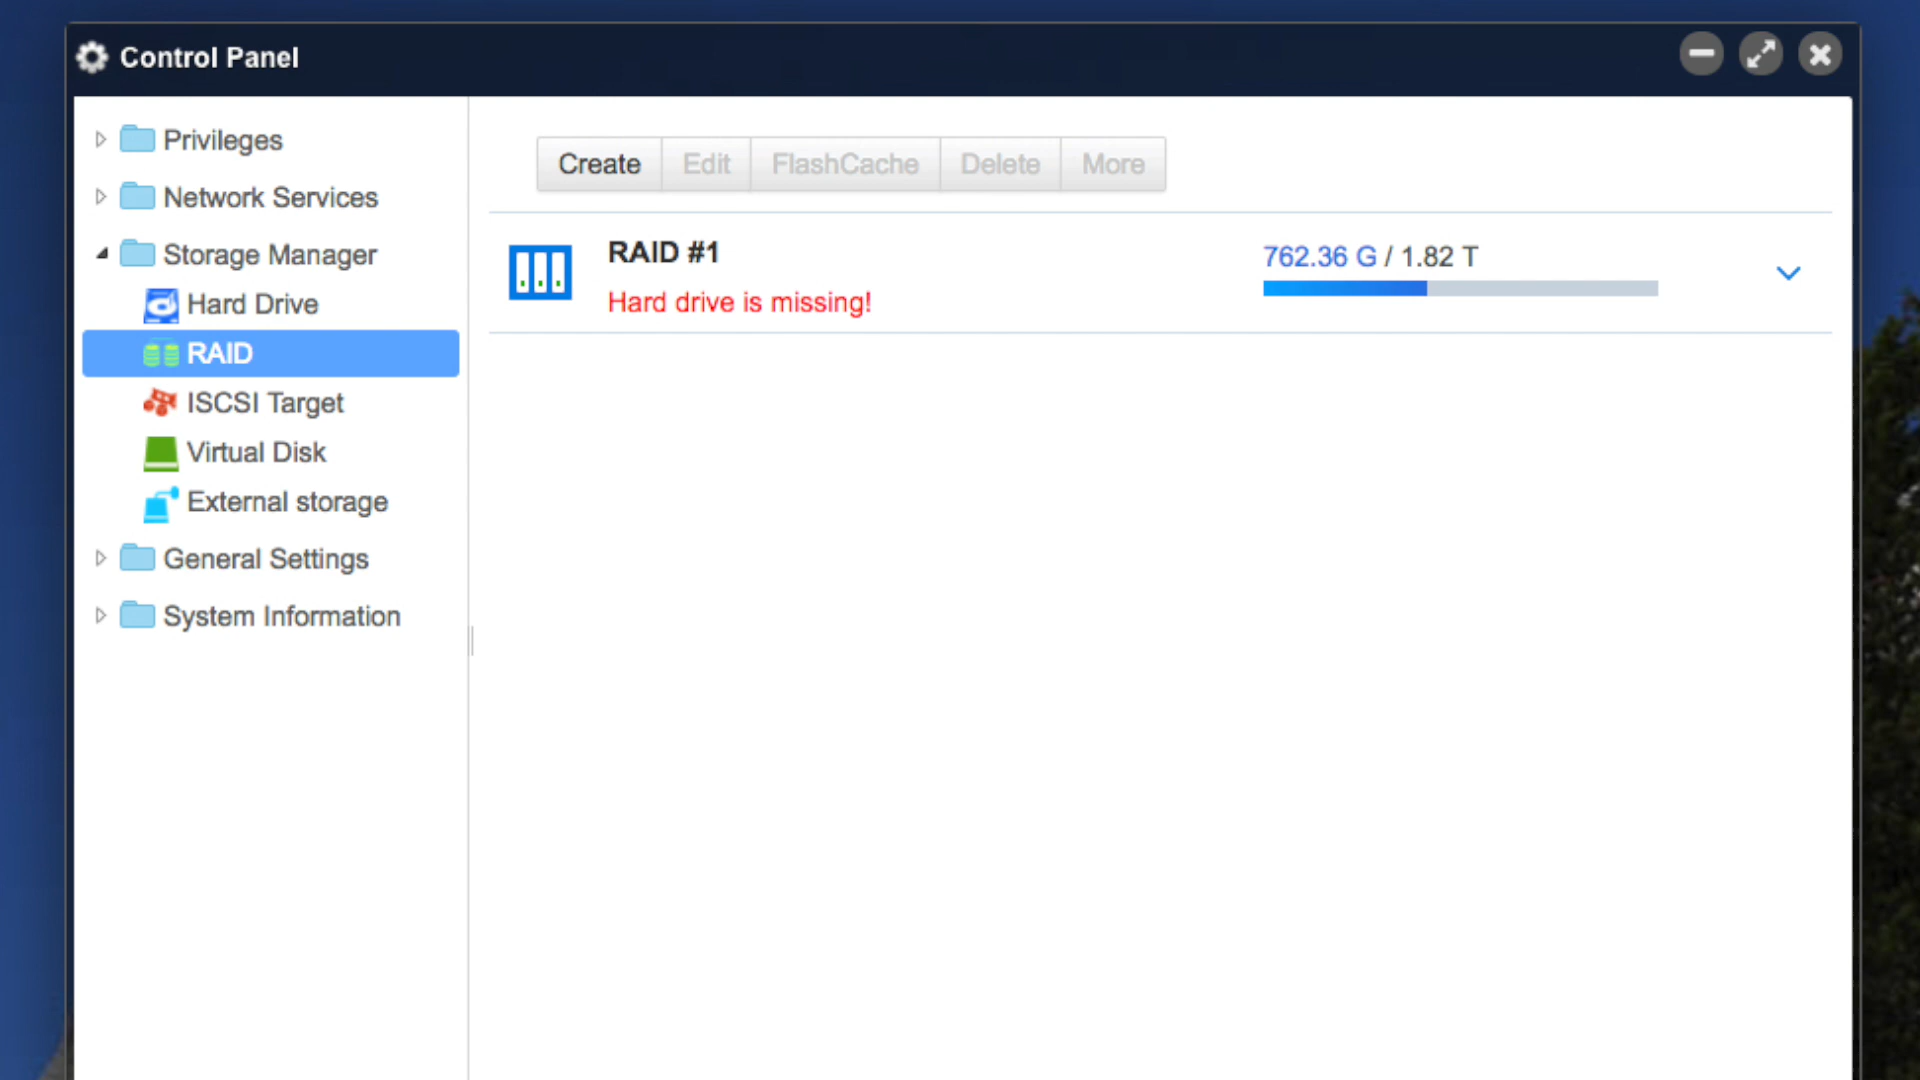 Control Panel
Privileges
Network Services
Storage Manager
Hard Drive
RAID
ISCSI Target
Virtual Disk
External storage
General Settings
System Information
Create Edit FlashCache Delete More
RAID #1
Hard drive is missing!
762.36 G / 1.82 T